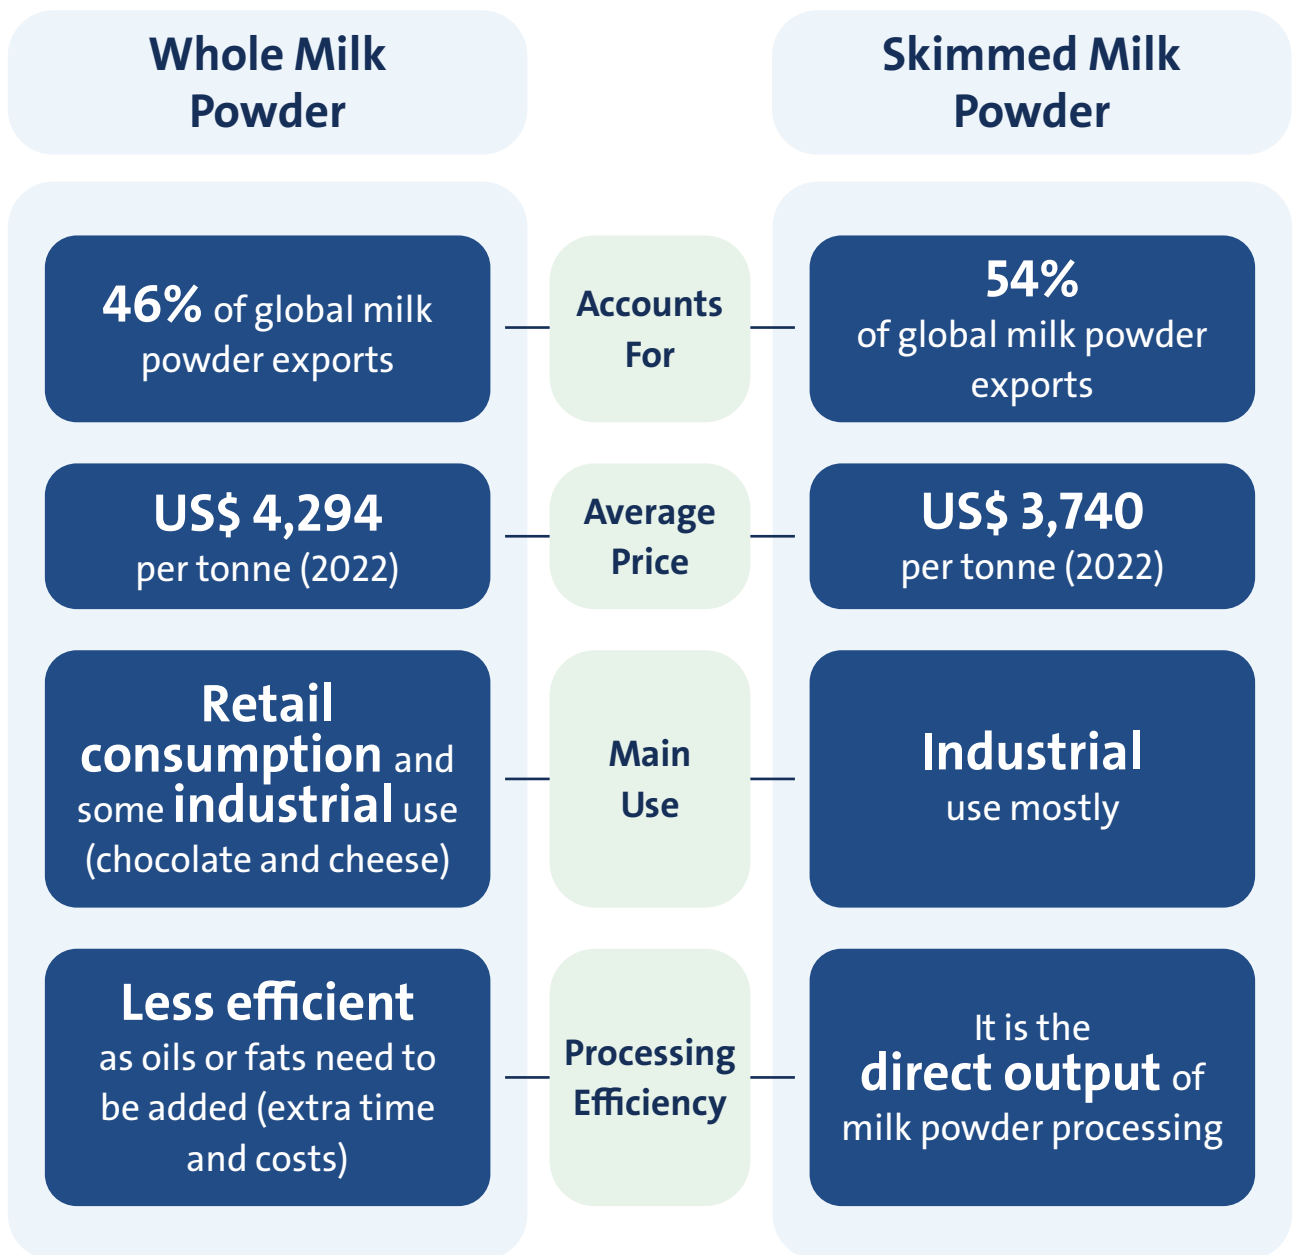 Whole Milk
Powder
Skimmed Milk
Powder
46% of global milk
powder exports
Accounts
For
54%
of global milk powder
exports
US$ 4,294
per tonne (2022)
Average
Price
US$ 3,740
per tonne (2022)
Retail
consumption and
some industrial use
(chocolate and cheese)
Main
Use
Industrial
use mostly
Less efficient
as oils or fats need to
be added (extra time
and costs)
Processing
Efficiency
It is the
direct output of
milk powder processing